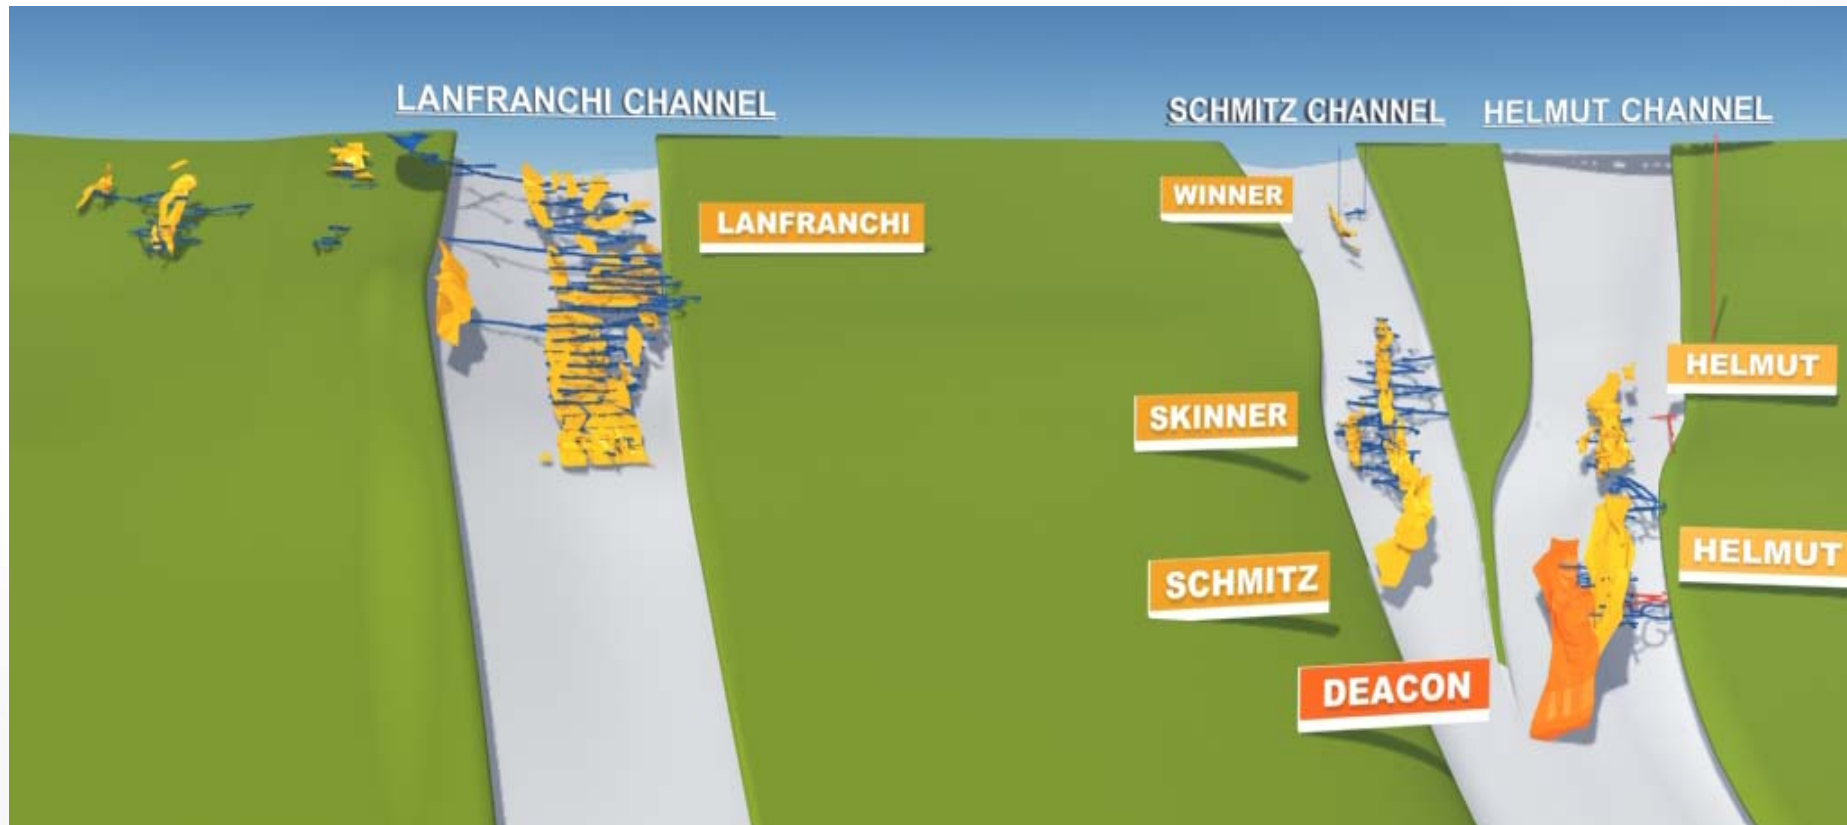 LANFRANCHI CHANNEL
SCHMITZ CHANNEL
HELMUT CHANNEL
WINNER
LANFRANCHI
HELMUT
SKINNER
HELMUT
SCHMITZ
DEACON